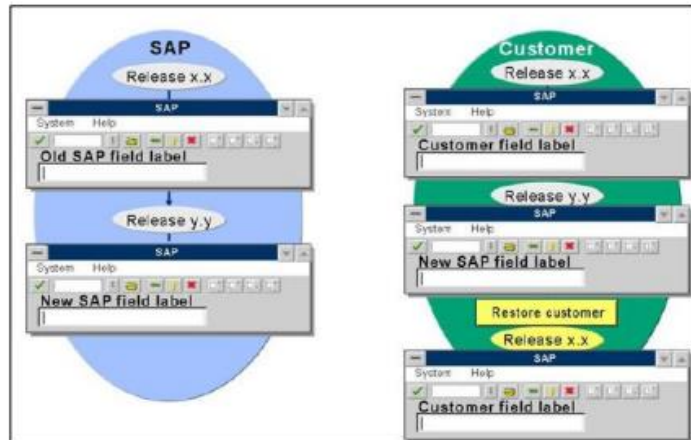 SAP
Release x.x
SAP
System Help
Old SAP field label
Release y.y
SAP
System Help
New SAP field label
Customer
Release x.x
SAP
System Help
Customer field label
Release y.y
SAP
System Help
New SAP field label
Restore customer
Release x.x
SAP
System Help
Customer field label